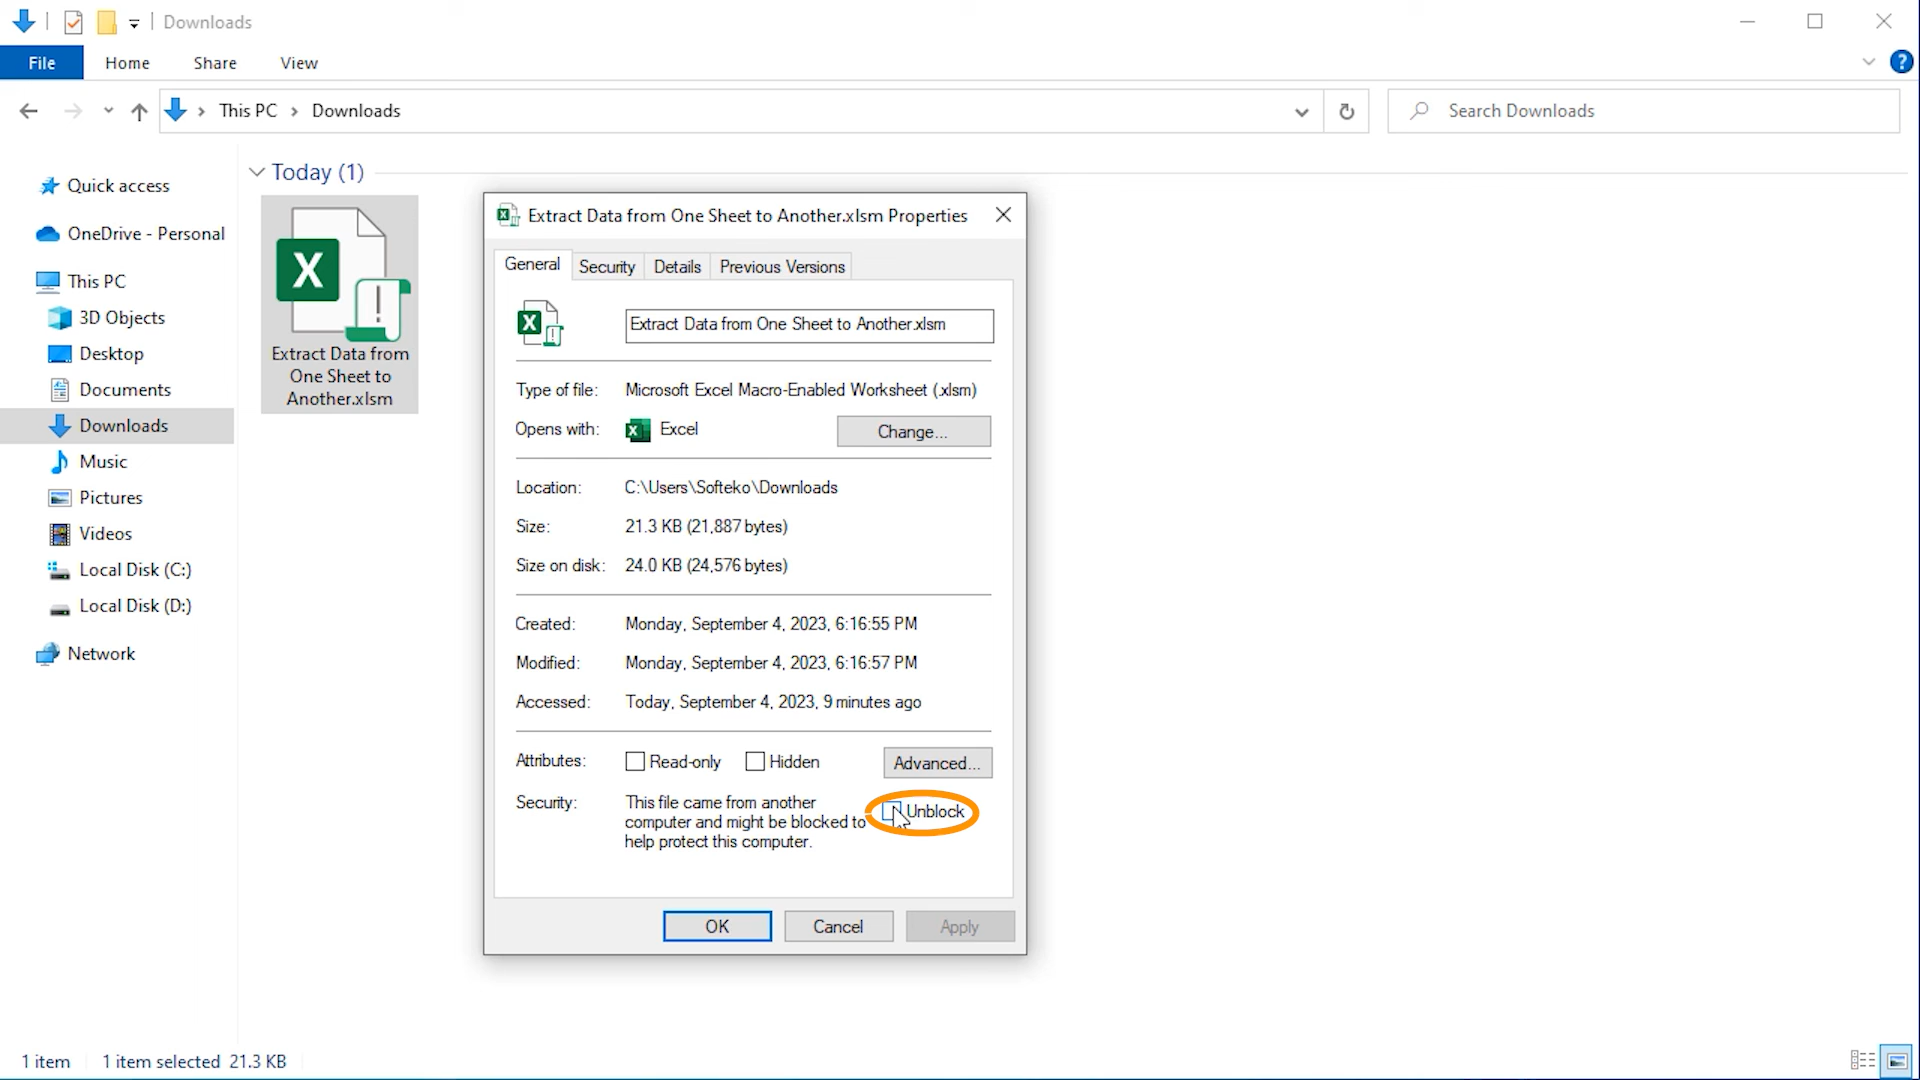 Downloads
File Home Share View
This PC Downloads Search Downloads
Quick access
OneDrive - Personal
This PC
3D Objects
Desktop
Documents
Downloads
Music
Pictures
Videos
Local Disk (C:)
Local Disk (D:)
Network
Today (1)
Extract Data from
One Sheet to
Another.xlsm
Extract Data from One Sheet to Another.xlsm Properties
General Security Details Previous Versions
Extract Data from One Sheet to Another.xlsm
Type of file: Microsoft Excel Macro-Enabled Worksheet (.xlsm)
Opens with: Excel Change...
Location: C:\Users\Softeko\Downloads
Size: 21.3 KB (21,887 bytes)
Size on disk: 24.0 KB (24,576 bytes)
Created: Monday, September 4, 2023, 6:16:55 PM
Modified: Monday, September 4, 2023, 6:16:57 PM
Accessed: Today, September 4, 2023, 9 minutes ago
Attributes: Read-only Hidden Advanced...
Security: This file came from another
computer and might be blocked to
help protect this computer.
Unblock
OK Cancel Apply
1 item 1 item selected 21.3 KB